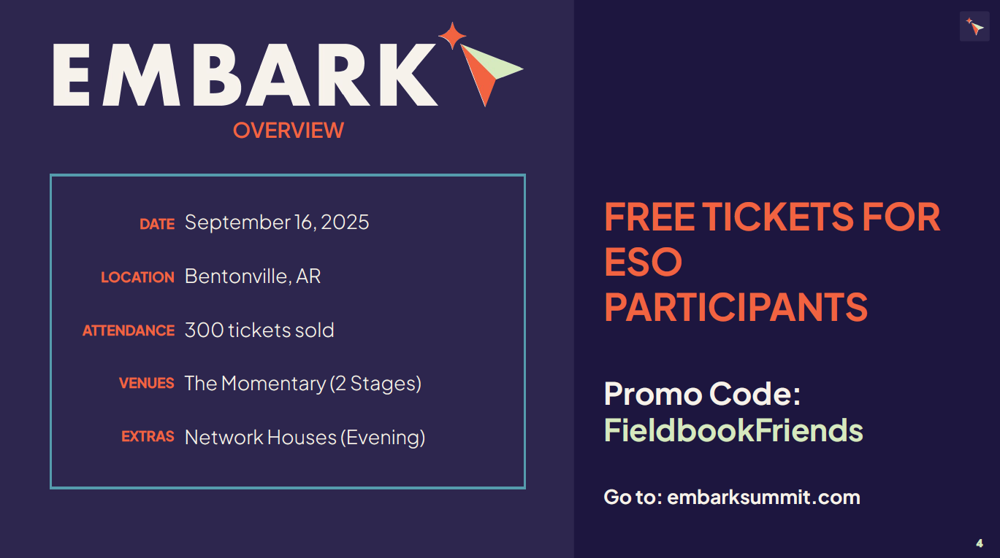 EMBARK
OVERVIEW
DATE September 16, 2025
LOCATION Bentonville, AR
ATTENDANCE 300 tickets sold
VENUES The Momentary (2 Stages)
EXTRAS Network Houses (Evening)
FREE TICKETS FOR
ESO
PARTICIPANTS
Promo Code:
FieldbookFriends
Go to: embarksummit.com
4